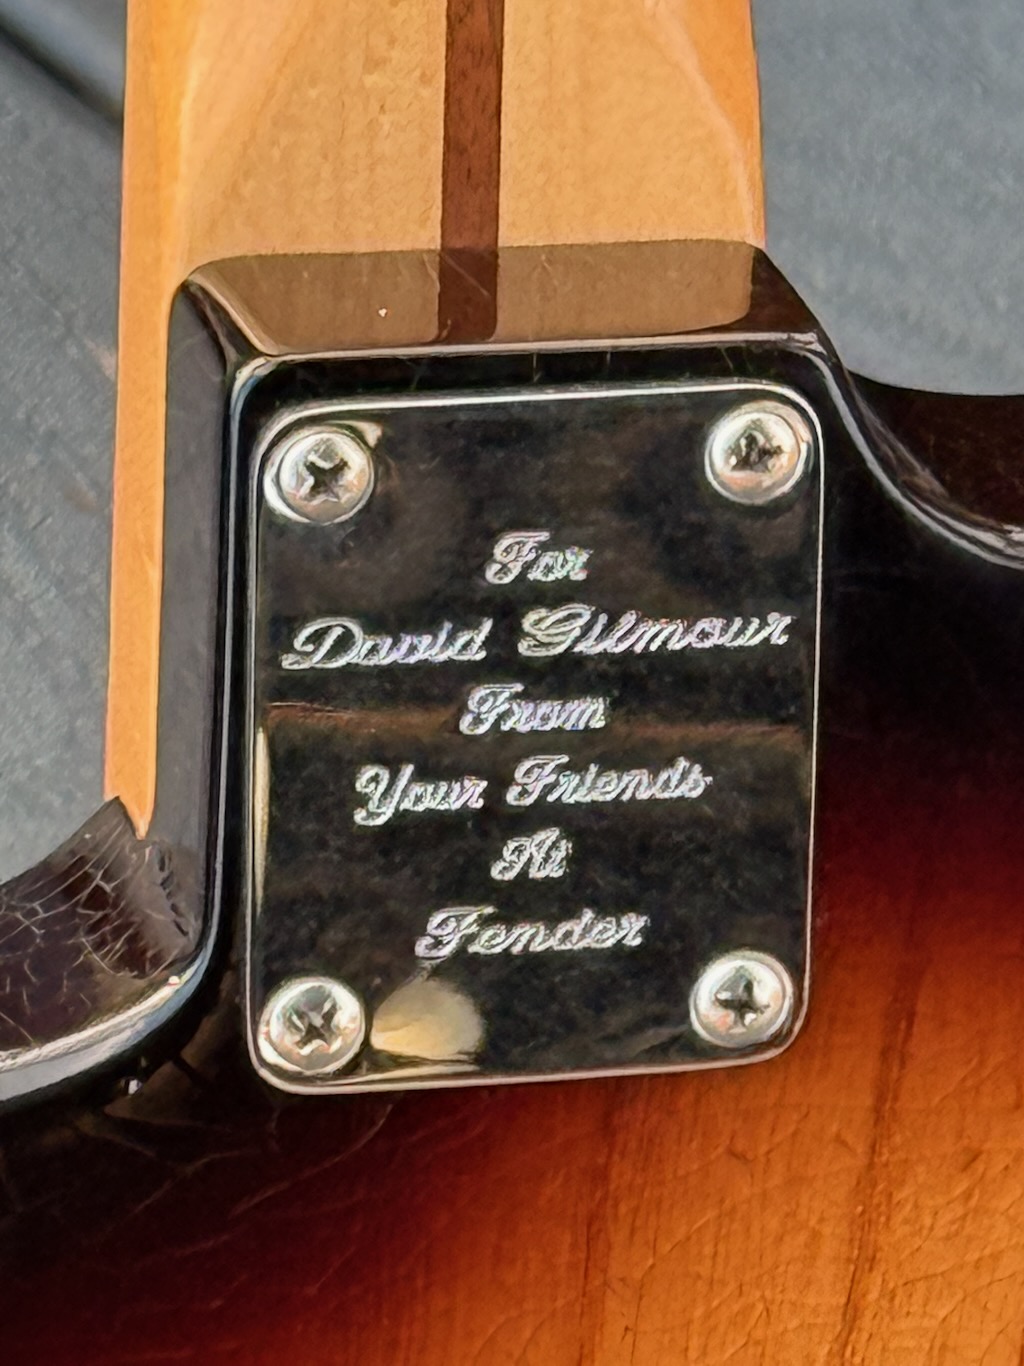 For
David Gilmour
From
Your Friends
At
Fender